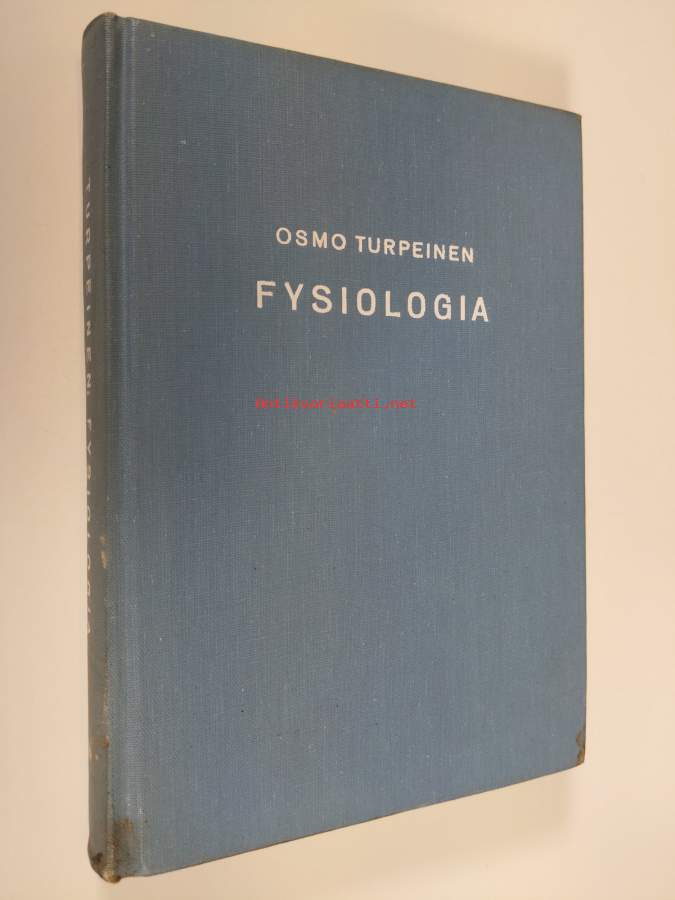 OSMO TURPEINEN
FYSIOLOGIA
antikvariaatti.net
TURPEINEN: FYSIOLOGIA